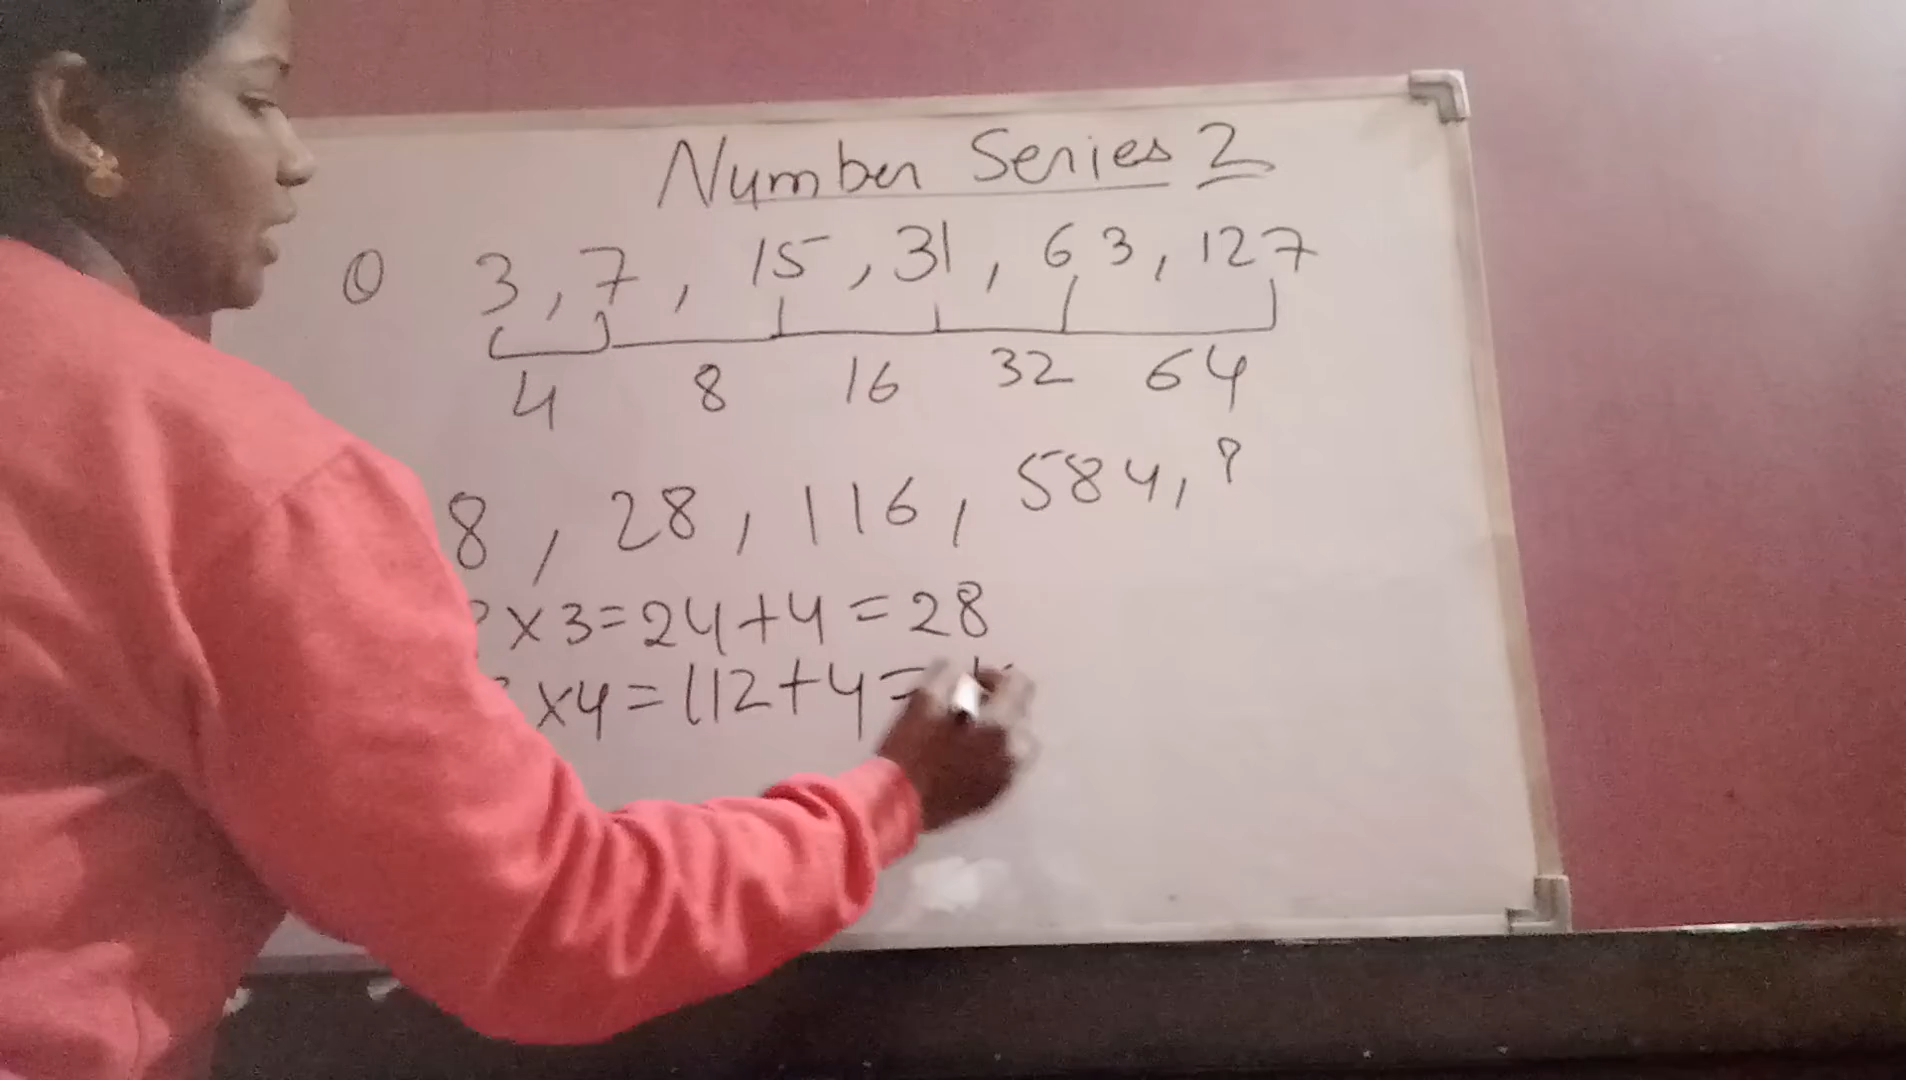 Number Series 2
① 3, 7, 15, 31, 63, 127
4 8 16 32 64
8, 28, 116, 584, ?
x3=24+4=28
x4=112+4=